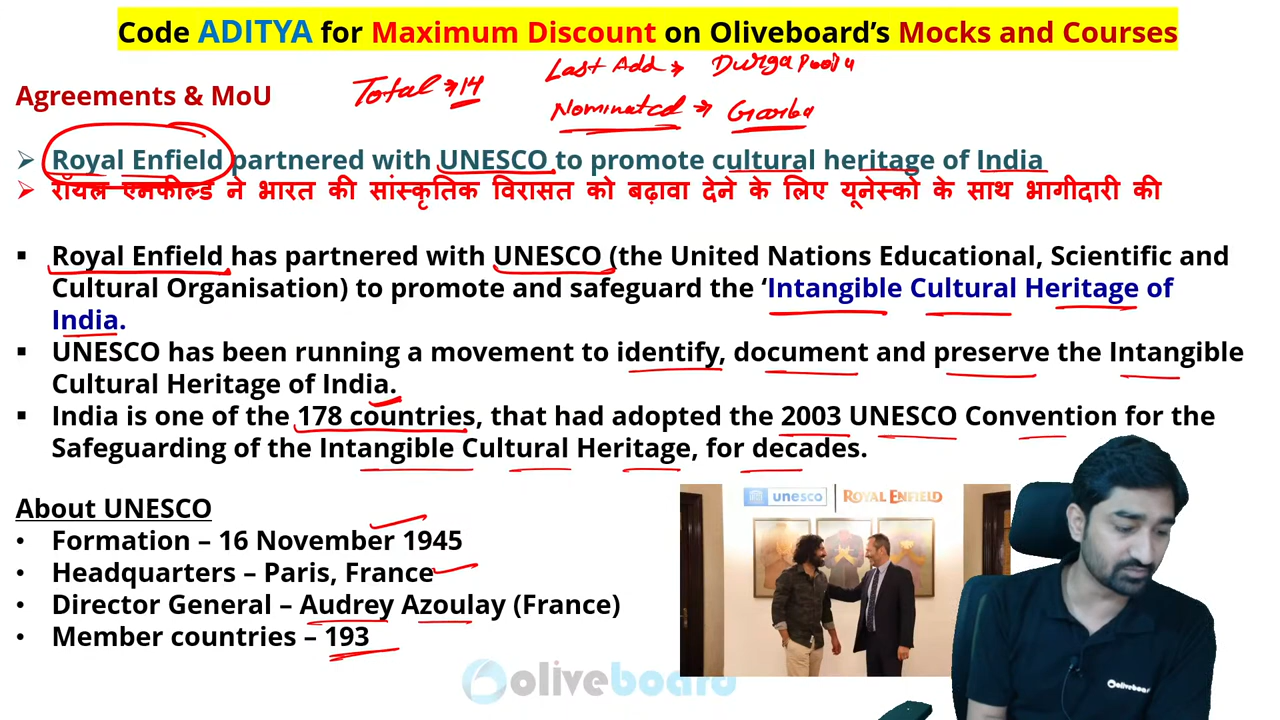 Code ADITYA for Maximum Discount on Oliveboard's Mocks and Courses
Last Add → Durga Pooja
Total → 14
Agreements & MoU
Nominated → Garba
➢ Royal Enfield partnered with UNESCO to promote cultural heritage of India
➢ रॉयल एनफील्ड ने भारत की सांस्कृतिक विरासत को बढ़ावा देने के लिए यूनेस्को के साथ भागीदारी की
▪ Royal Enfield has partnered with UNESCO (the United Nations Educational, Scientific and
Cultural Organisation) to promote and safeguard the ‘Intangible Cultural Heritage of
India.
▪ UNESCO has been running a movement to identify, document and preserve the Intangible
Cultural Heritage of India.
▪ India is one of the 178 countries, that had adopted the 2003 UNESCO Convention for the
Safeguarding of the Intangible Cultural Heritage, for decades.
About UNESCO
• Formation – 16 November 1945
• Headquarters – Paris, France
• Director General – Audrey Azoulay (France)
• Member countries – 193
unesco
ROYAL ENFIELD
oliveboard
oliveboard